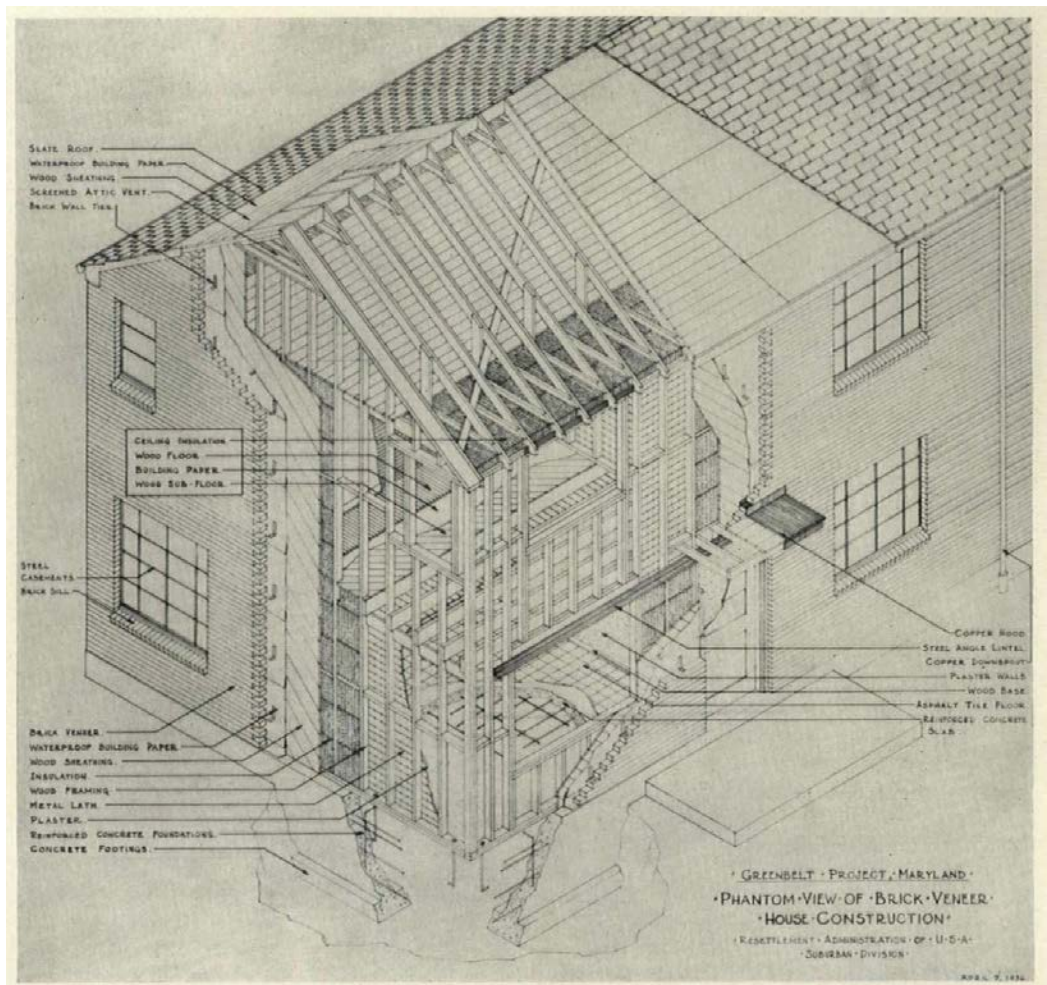 SLATE ROOF.
WATERPROOF BUILDING PAPER.
WOOD SHEATHING.
SCREENED ATTIC VENT.
BRICK WALL TIES.
CEILING INSULATION
WOOD FLOOR
BUILDING PAPER.
WOOD SUB-FLOOR.
STEEL
CASEMENTS.
BRICK SILL.
BRICK VENEER.
WATERPROOF BUILDING PAPER.
WOOD SHEATHING.
INSULATION.
WOOD FRAMING.
METAL LATH.
PLASTER.
REINFORCED CONCRETE FOUNDATIONS.
CONCRETE FOOTINGS.
COPPER HOOD.
STEEL ANGLE LINTEL.
COPPER DOWNSPOUT
PLASTER WALLS
WOOD BASE.
ASPHALT TILE FLOOR.
REINFORCED CONCRETE
SLAB
· GREENBELT · PROJECT, MARYLAND ·
· PHANTOM · VIEW · OF · BRICK · VENEER ·
· HOUSE · CONSTRUCTION ·
· RESETTLEMENT · ADMINISTRATION · OF · U·S·A·
· SUBURBAN · DIVISION ·
APRIL 1936